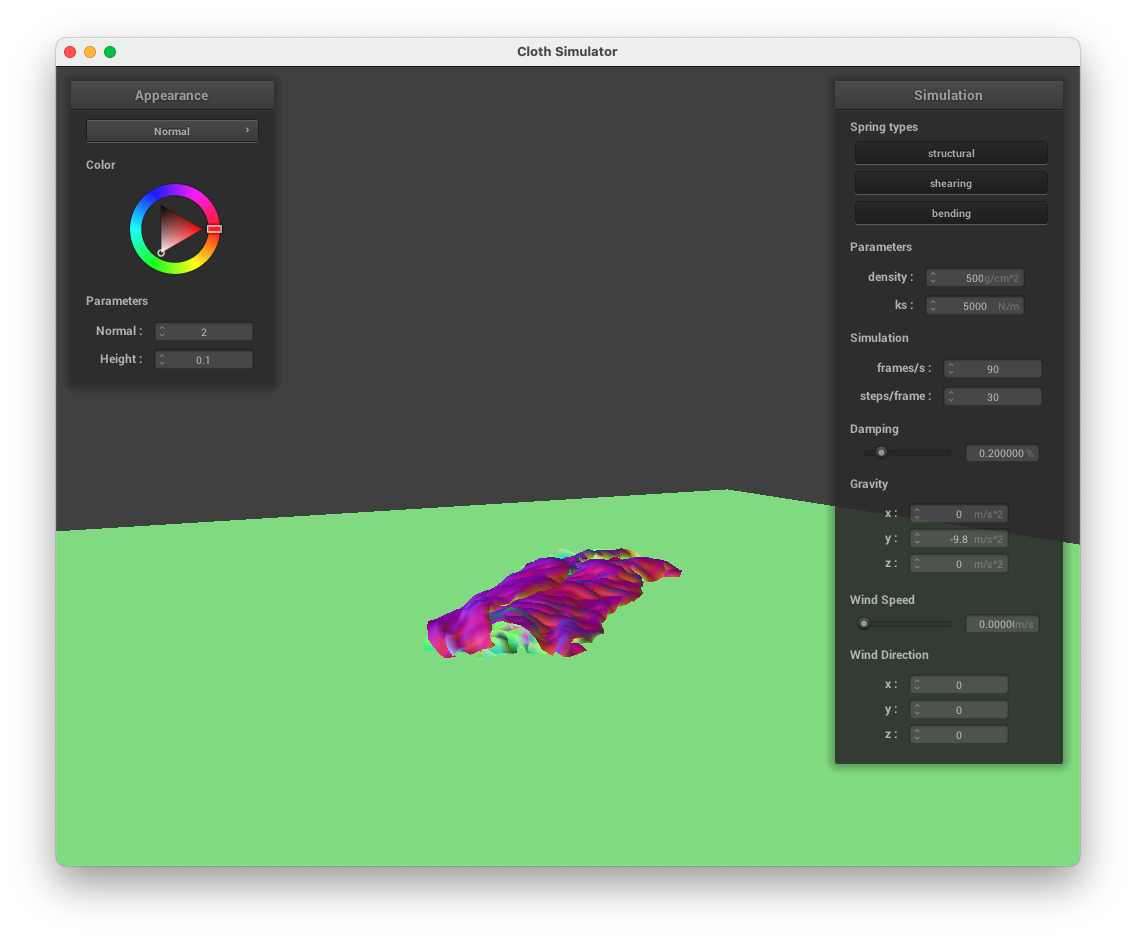 Cloth Simulator
Appearance
Normal
Color
Parameters
Normal :
2
Height :
0.1
Simulation
Spring types
structural
shearing
bending
Parameters
density :
500g/cm^2
ks :
5000 N/m
Simulation
frames/s :
90
steps/frame :
30
Damping
0.200000 %
Gravity
x :
0 m/s^2
y :
-9.8 m/s^2
z :
0 m/s^2
Wind Speed
0.0000 m/s
Wind Direction
x :
0
y :
0
z :
0